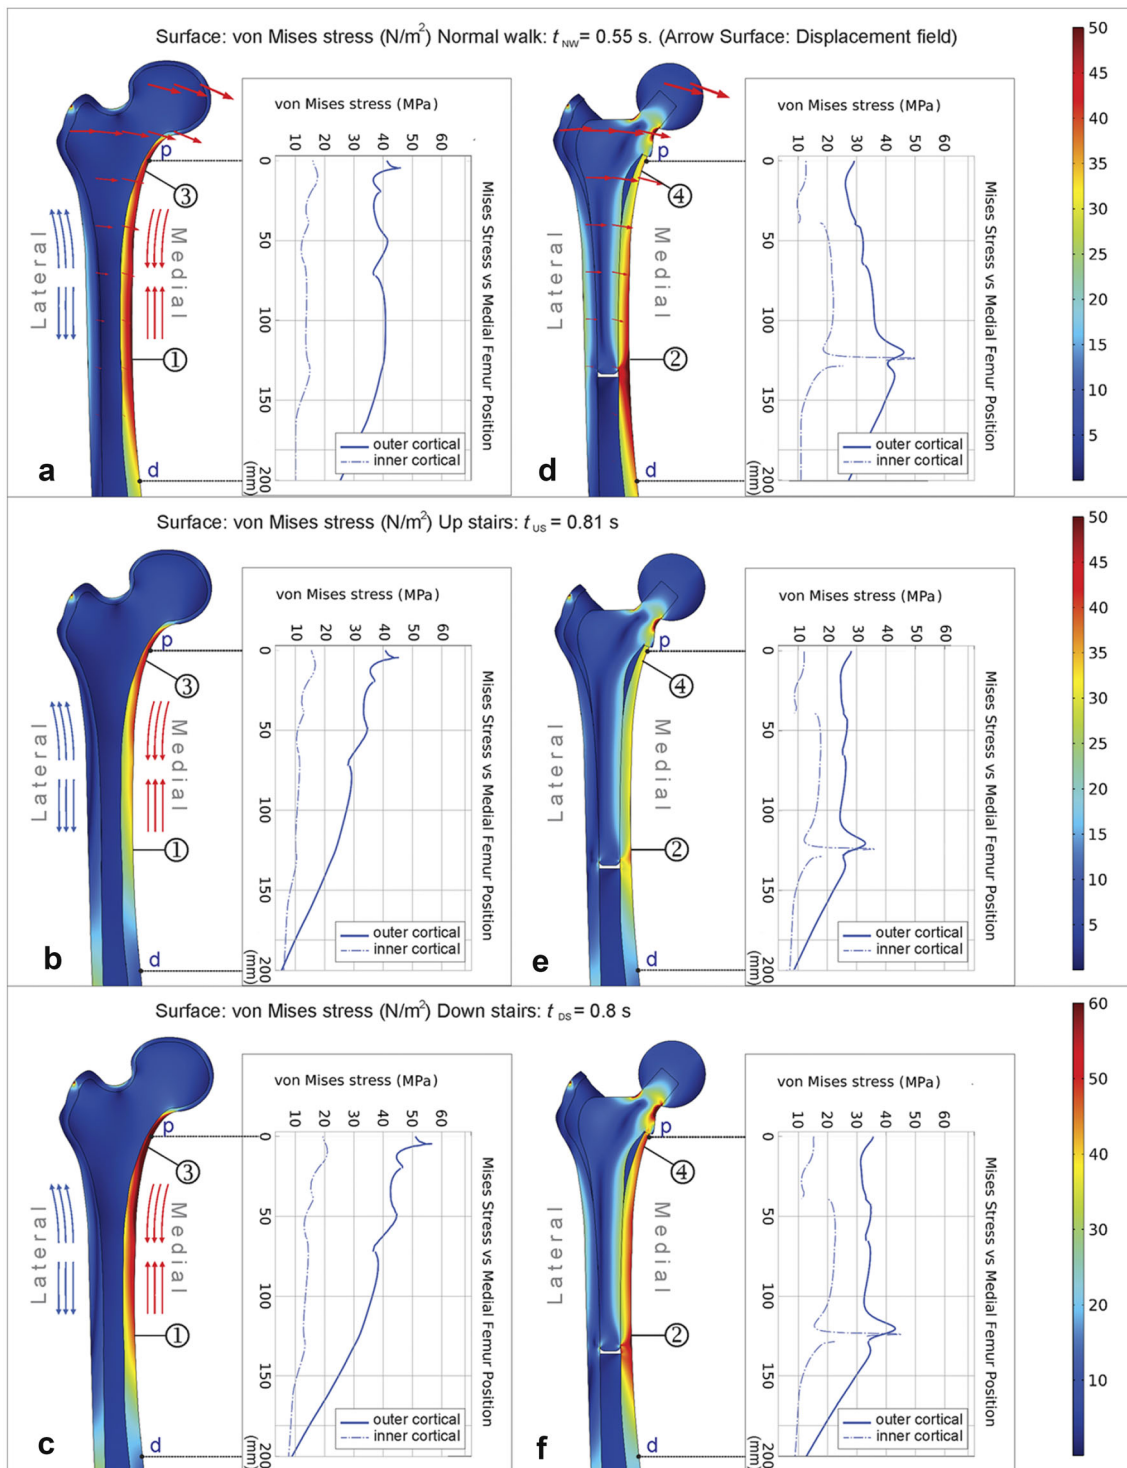 Surface: von Mises stress (N/m²) Normal walk: t NW = 0.55 s. (Arrow Surface: Displacement field)
von Mises stress (MPa)
10 20 30 40 50 60
0
50
100
150
200
(mm)
Mises Stress vs Medial Femur Position
outer cortical
inner cortical
Lateral
Medial
p
③
①
d
a
von Mises stress (MPa)
10 20 30 40 50 60
0
50
100
150
200
(mm)
Mises Stress vs Medial Femur Position
outer cortical
inner cortical
Lateral
Medial
p
④
②
d
d
50
45
40
35
30
25
20
15
10
5
Surface: von Mises stress (N/m²) Up stairs: t US = 0.81 s
von Mises stress (MPa)
10 20 30 40 50 60
0
50
100
150
200
(mm)
Mises Stress vs Medial Femur Position
outer cortical
inner cortical
Lateral
Medial
p
③
①
d
b
von Mises stress (MPa)
10 20 30 40 50 60
0
50
100
150
200
(mm)
Mises Stress vs Medial Femur Position
outer cortical
inner cortical
Lateral
Medial
p
④
②
d
e
50
45
40
35
30
25
20
15
10
5
Surface: von Mises stress (N/m²) Down stairs: t DS = 0.8 s
von Mises stress (MPa)
10 20 30 40 50 60
0
50
100
150
200
(mm)
Mises Stress vs Medial Femur Position
outer cortical
inner cortical
Lateral
Medial
p
③
①
d
c
von Mises stress (MPa)
10 20 30 40 50 60
0
50
100
150
200
(mm)
Mises Stress vs Medial Femur Position
outer cortical
inner cortical
Lateral
Medial
p
④
②
d
f
60
50
40
30
20
10